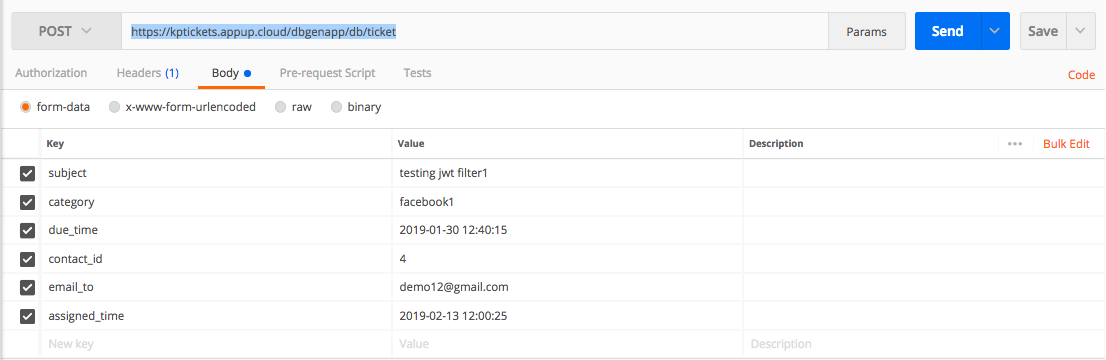 POST https://kptickets.appup.cloud/dbgenapp/db/ticket Params Send Save
Authorization Headers (1) Body Pre-request Script Tests Code
form-data x-www-form-urlencoded raw binary
Key Value Description ••• Bulk Edit
subject testing jwt filter1
category facebook1
due_time 2019-01-30 12:40:15
contact_id 4
email_to demo12@gmail.com
assigned_time 2019-02-13 12:00:25
New key Value Description